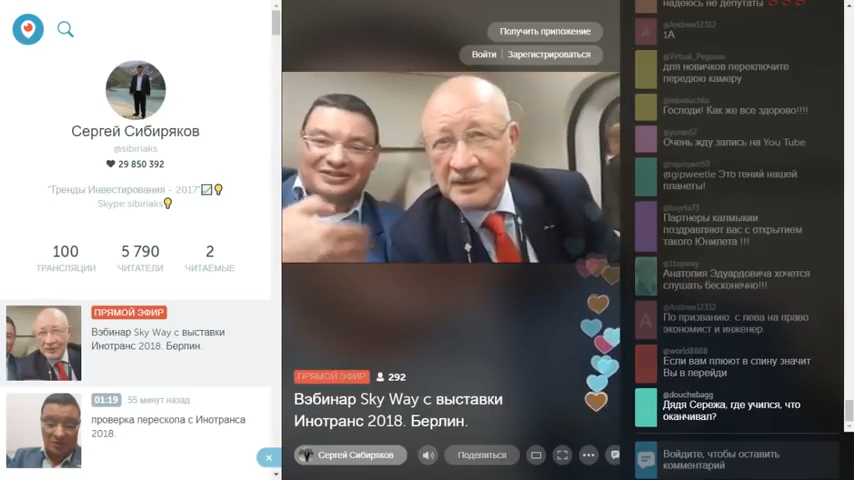 Сергей Сибиряков
@sibiriaks
29 850 392
"Тренды Инвестирования - 2017"
Skype:sibiriaks
100
5 790
2
ТРАНСЛЯЦИИ
ЧИТАТЕЛИ
ЧИТАЕМЫЕ
ПРЯМОЙ ЭФИР
Вэбинар Sky Way с
выставки
Инотранс 2018. Берлин.
01:19
55 минут назад
проверка перескопа с Инотранса
2018.
Получить приложение
Войти
Зарегистрироваться
ПРЯМОЙ ЭФИР
292
Вэбинар Sky Way с выставки
Инотранс 2018. Берлин.
Сергей Сибиряков
Поделиться
надеюсь не депутаты
@Andrew12312
1А
@Virtual_Pegasus
для новичков переключите
передюю камеру
Господи! Как же все здорово!!!!
@yuran57
Очень жду запись на You Tube
@gipweetle Это гений нашей
планеты!
@bayrta73
Партнеры калмыкии
поздравляют вас с открытием
такого Юнилета !!!
Анатолия Эдуардовича хочется
слушать бесконечно!!!
@Andrew12312
По призванию: с лева на право
экономист и инженер.
@world8888
Если вам плюют в спину значит
Вы в перейди
@douchebagg
Дядя Сережа, где учился, что
оканчивал?
Войдите, чтобы оставить
комментарий